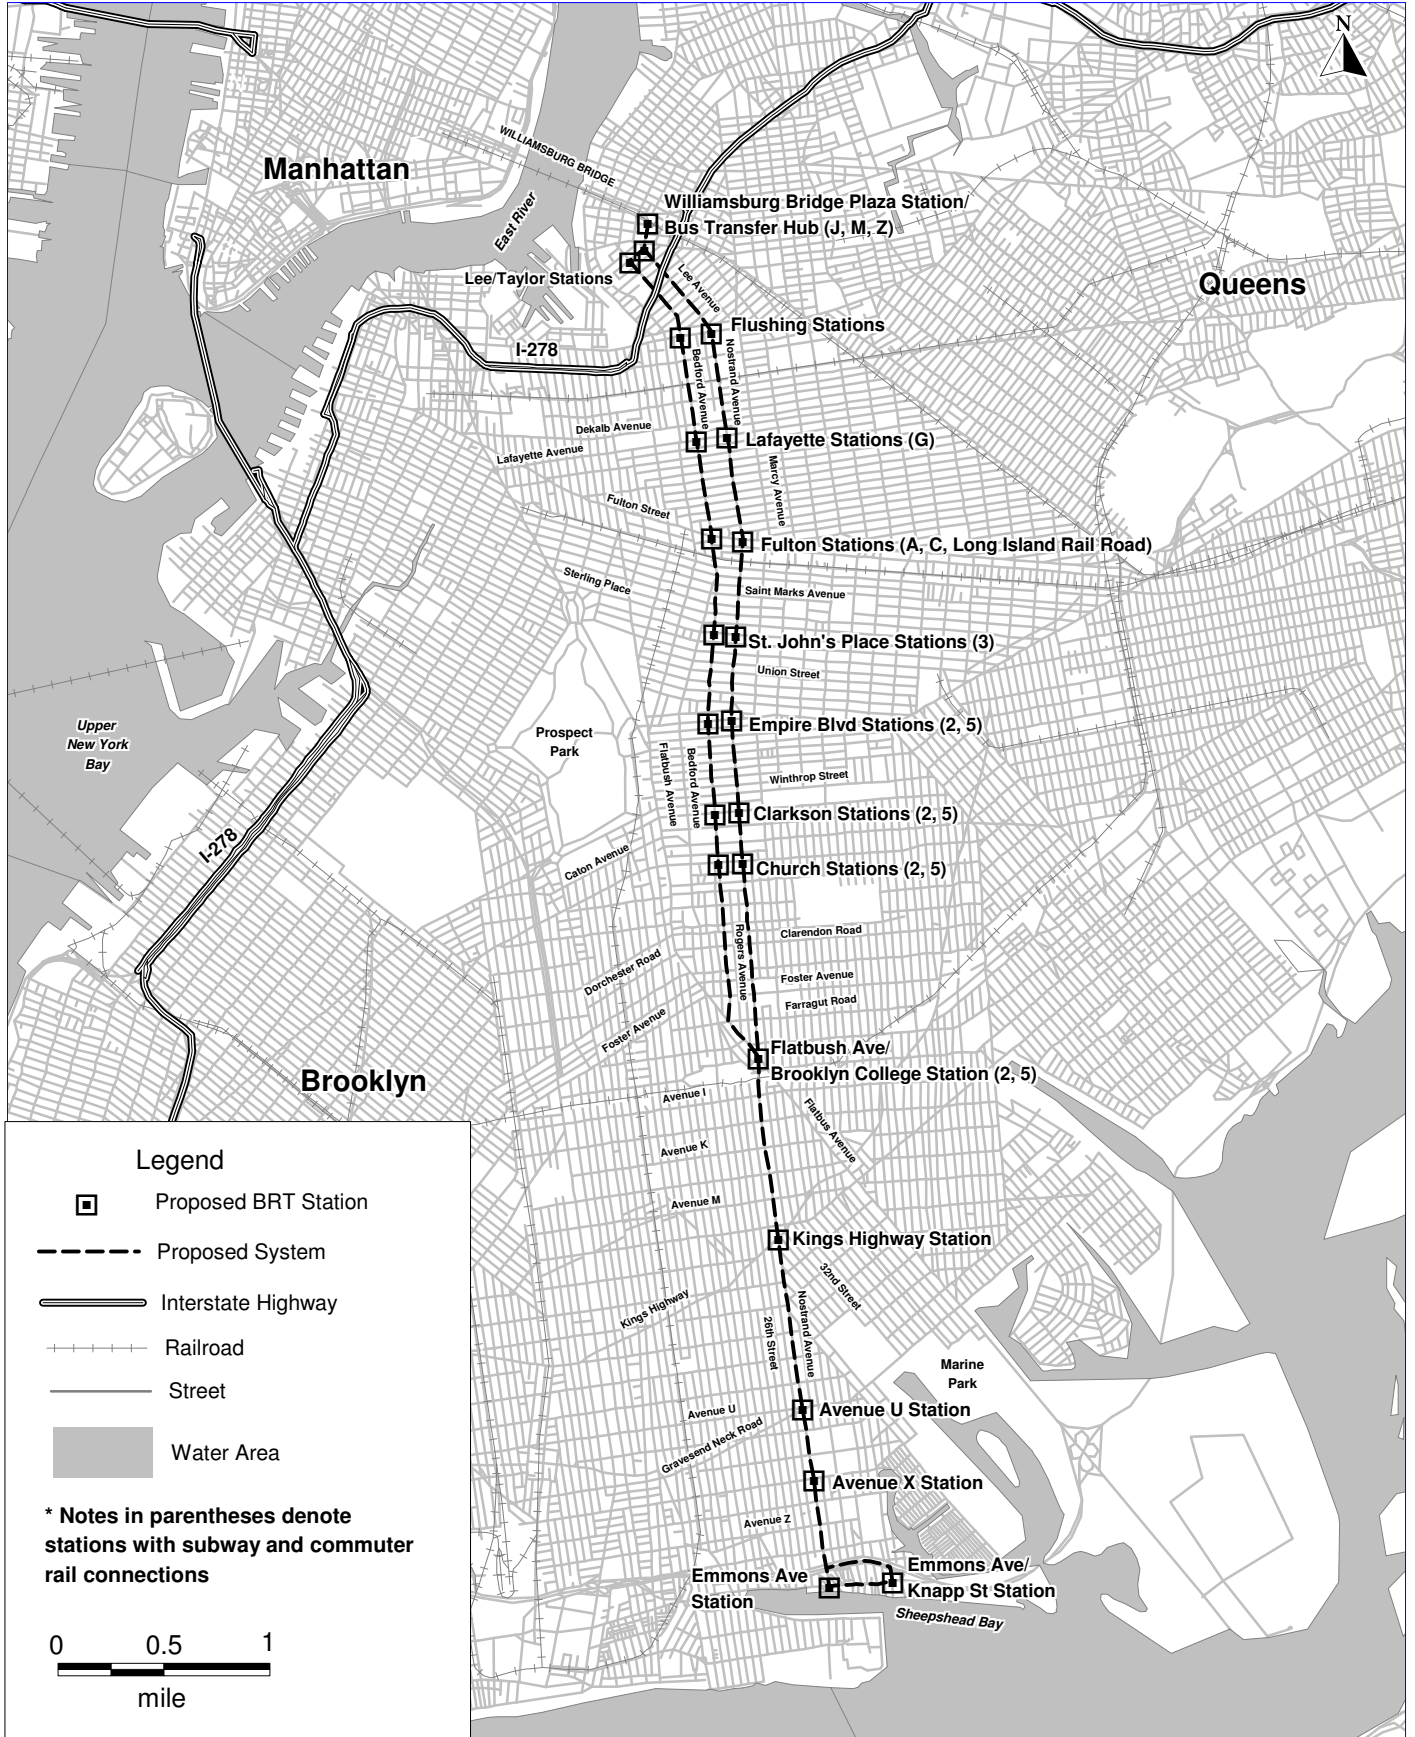 N
WILLIAMSBURG BRIDGE
Manhattan
East River
Williamsburg Bridge Plaza Station/
Bus Transfer Hub (J, M, Z)
Lee/Taylor Stations
Lee Avenue
Queens
Flushing Stations
I-278
Bedford Avenue
Nostrand Avenue
Dekalb Avenue
Lafayette Avenue
Lafayette Stations (G)
Marcy Avenue
Fulton Street
Fulton Stations (A, C, Long Island Rail Road)
Sterling Place
Saint Marks Avenue
St. John's Place Stations (3)
Union Street
Upper
New York
Bay
Prospect
Park
Empire Blvd Stations (2, 5)
Flatbush Avenue
Bedford Avenue
Winthrop Street
Clarkson Stations (2, 5)
I-278
Caton Avenue
Church Stations (2, 5)
Rogers Avenue
Clarendon Road
Dorchester Road
Foster Avenue
Farragut Road
Foster Avenue
Flatbush Ave/
Brooklyn College Station (2, 5)
Brooklyn
Avenue I
Flatbus Avenue
Avenue K
Avenue M
Kings Highway Station
32nd Street
Kings Highway
Nostrand Avenue
26th Street
Marine
Park
Avenue U
Avenue U Station
Gravesend Neck Road
Avenue X Station
Avenue Z
Emmons Ave
Station
Emmons Ave/
Knapp St Station
Sheepshead Bay
Legend
Proposed BRT Station
Proposed System
Interstate Highway
Railroad
Street
Water Area
* Notes in parentheses denote
stations with subway and commuter
rail connections
0 0.5 1
mile